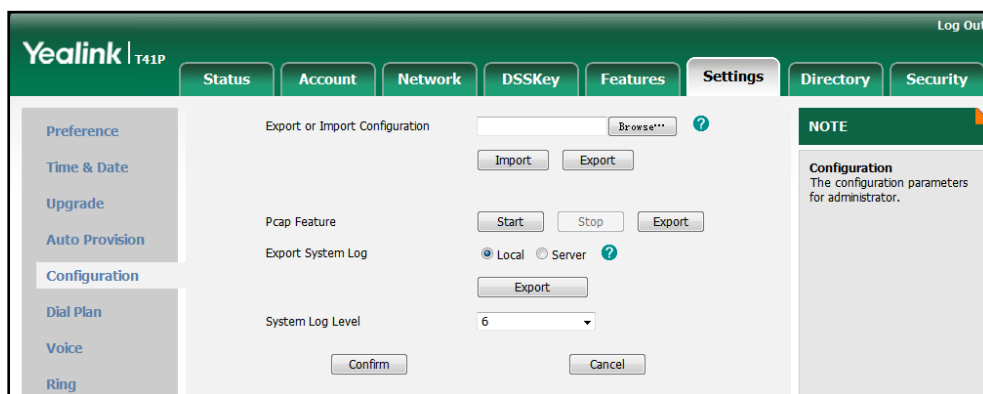 Log Out
Yealink T41P
Status Account Network DSSKey Features Settings Directory Security
Preference
Time & Date
Upgrade
Auto Provision
Configuration
Dial Plan
Voice
Ring
Export or Import Configuration Browse... ?
Import Export
Pcap Feature Start Stop Export
Export System Log Local Server ?
Export
System Log Level 6
Confirm Cancel
NOTE
Configuration
The configuration parameters
for administrator.